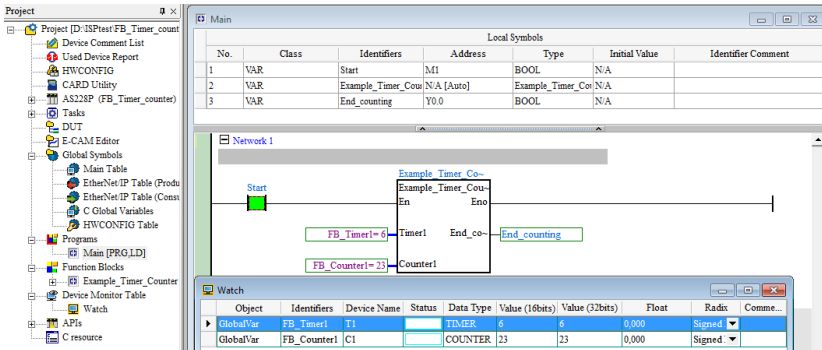 Project
Project [D:\ISPtest\FB_Timer_count
Device Comment List
Used Device Report
HWCONFIG
CARD Utility
AS228P (FB_Timer_counter)
Tasks
DUT
E-CAM Editor
Global Symbols
Main Table
EtherNet/IP Table (Produ
EtherNet/IP Table (Consu
C Global Variables
HWCONFIG Table
Programs
Main [PRG,LD]
Function Blocks
Example_Timer_Counter
Device Monitor Table
Watch
APIs
C resource
Main
Local Symbols
No. Class Identifiers Address Type Initial Value Identifier Comment
1 VAR Start M1 BOOL N/A
2 VAR Example_Timer_Cou N/A [Auto] Example_Timer_Cou N/A
3 VAR End_counting Y0.0 BOOL N/A
Network 1
Example_Timer_Co~
Start Example_Timer_Cou~
En Eno
FB_Timer1= 6 Timer1 End_co~ End_counting
FB_Counter1= 23 Counter1
Watch
Object Identifiers Device Name Status Data Type Value (16bits) Value (32bits) Float Radix Comme...
GlobalVar FB_Timer1 T1 TIMER 6 6 0,000 Signed
GlobalVar FB_Counter1 C1 COUNTER 23 23 0,000 Signed